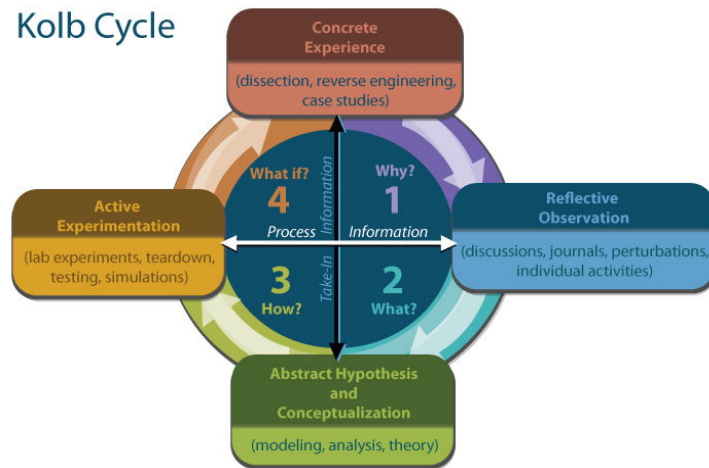 Kolb Cycle
Concrete
Experience
(dissection, reverse engineering,
case studies)
What if?
4
Why?
1
Active
Experimentation
(lab experiments, teardown,
testing, simulations)
Reflective
Observation
(discussions, journals, perturbations,
individual activities)
Process Information
Take-In Information
3
How?
2
What?
Abstract Hypothesis
and
Conceptualization
(modeling, analysis, theory)